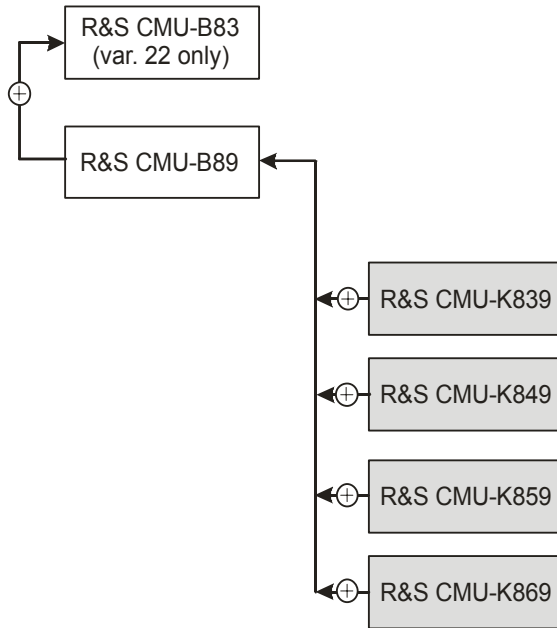 R&S CMU-B83
(var. 22 only)
R&S CMU-B89
R&S CMU-K839
R&S CMU-K849
R&S CMU-K859
R&S CMU-K869